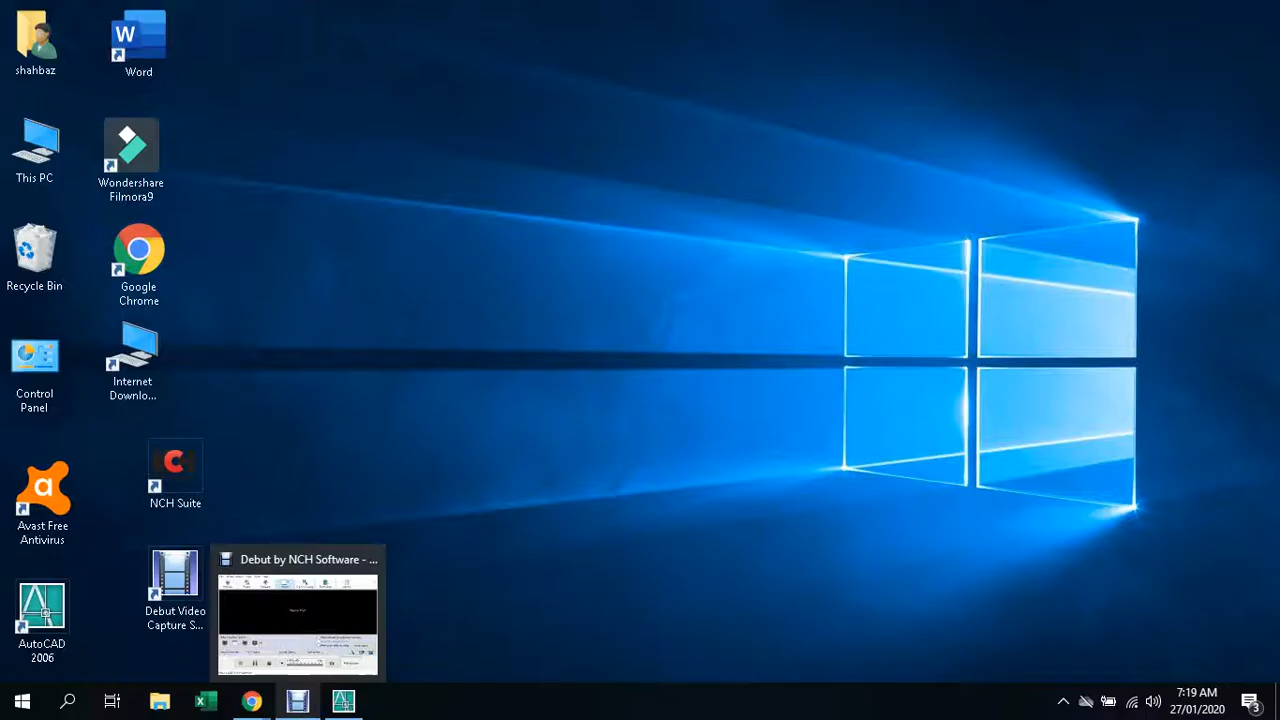 shahbaz
Word
This PC
Wondershare
Filmora9
Recycle Bin
Google
Chrome
Control
Panel
Internet
Downlo...
Avast Free
Antivirus
NCH Suite
AutoCAD
2006
Debut Video
Capture S...
Debut by NCH Software - ...
7:19 AM
27/01/2020
3